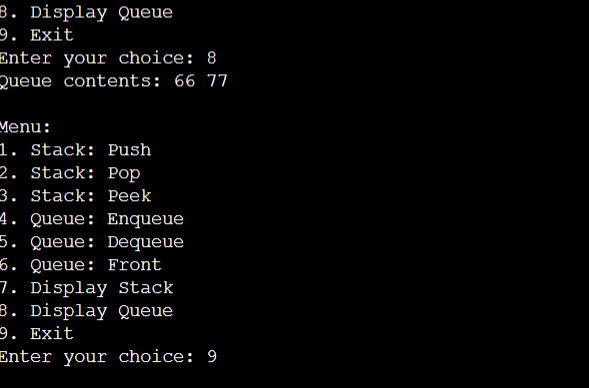 8. Display Queue
9. Exit
Enter your choice: 8
Queue contents: 66 77
Menu:
1. Stack: Push
2. Stack: Pop
3. Stack: Peek
4. Queue: Enqueue
5. Queue: Dequeue
6. Queue: Front
7. Display Stack
8. Display Queue
9. Exit
Enter your choice: 9